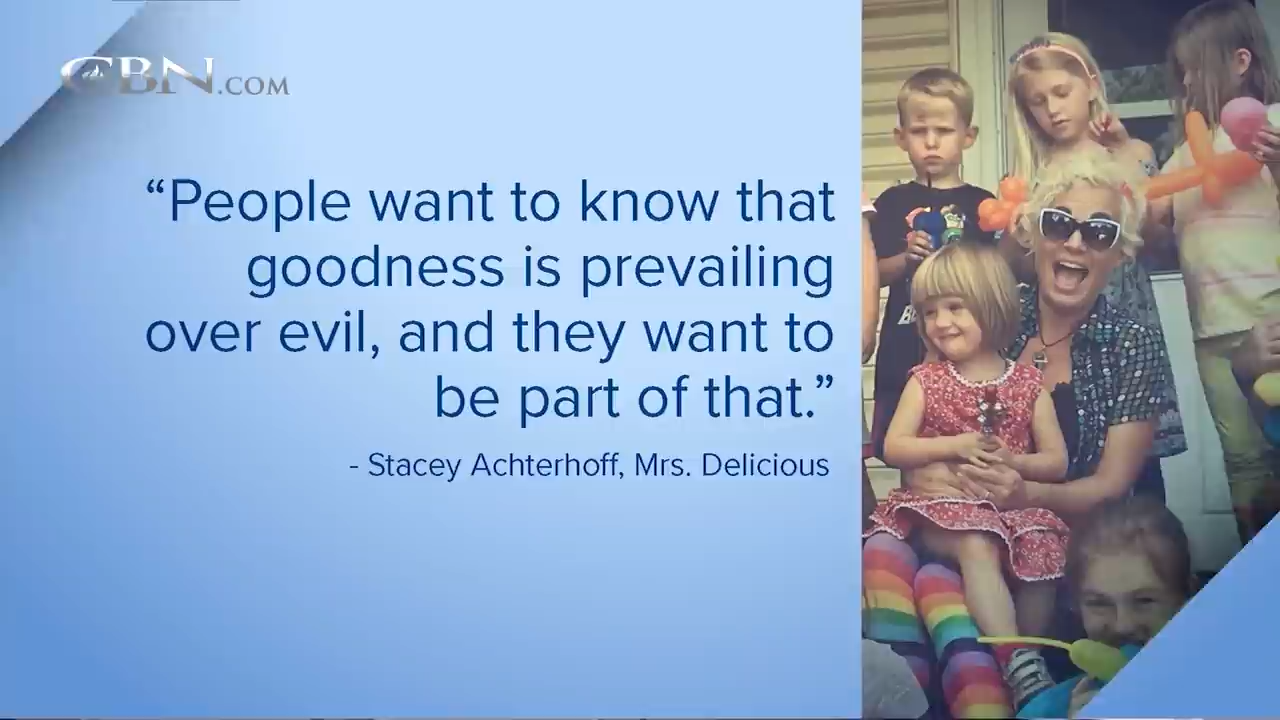 CBN.COM
“People want to know that
goodness is prevailing
over evil, and they want to
be part of that.”
- Stacey Achterhoff, Mrs. Delicious